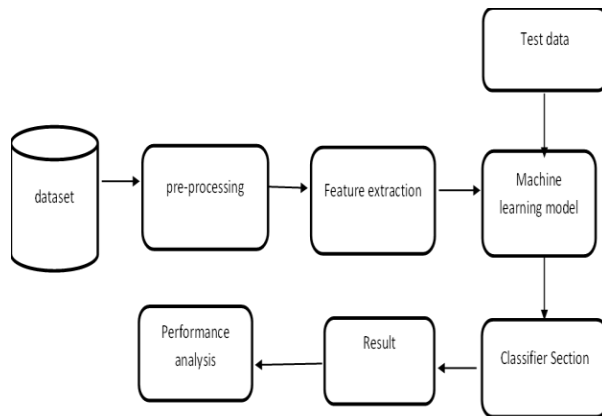 Test data
dataset
pre-processing
Feature extraction
Machine
learning model
Performance
analysis
Result
Classifier Section